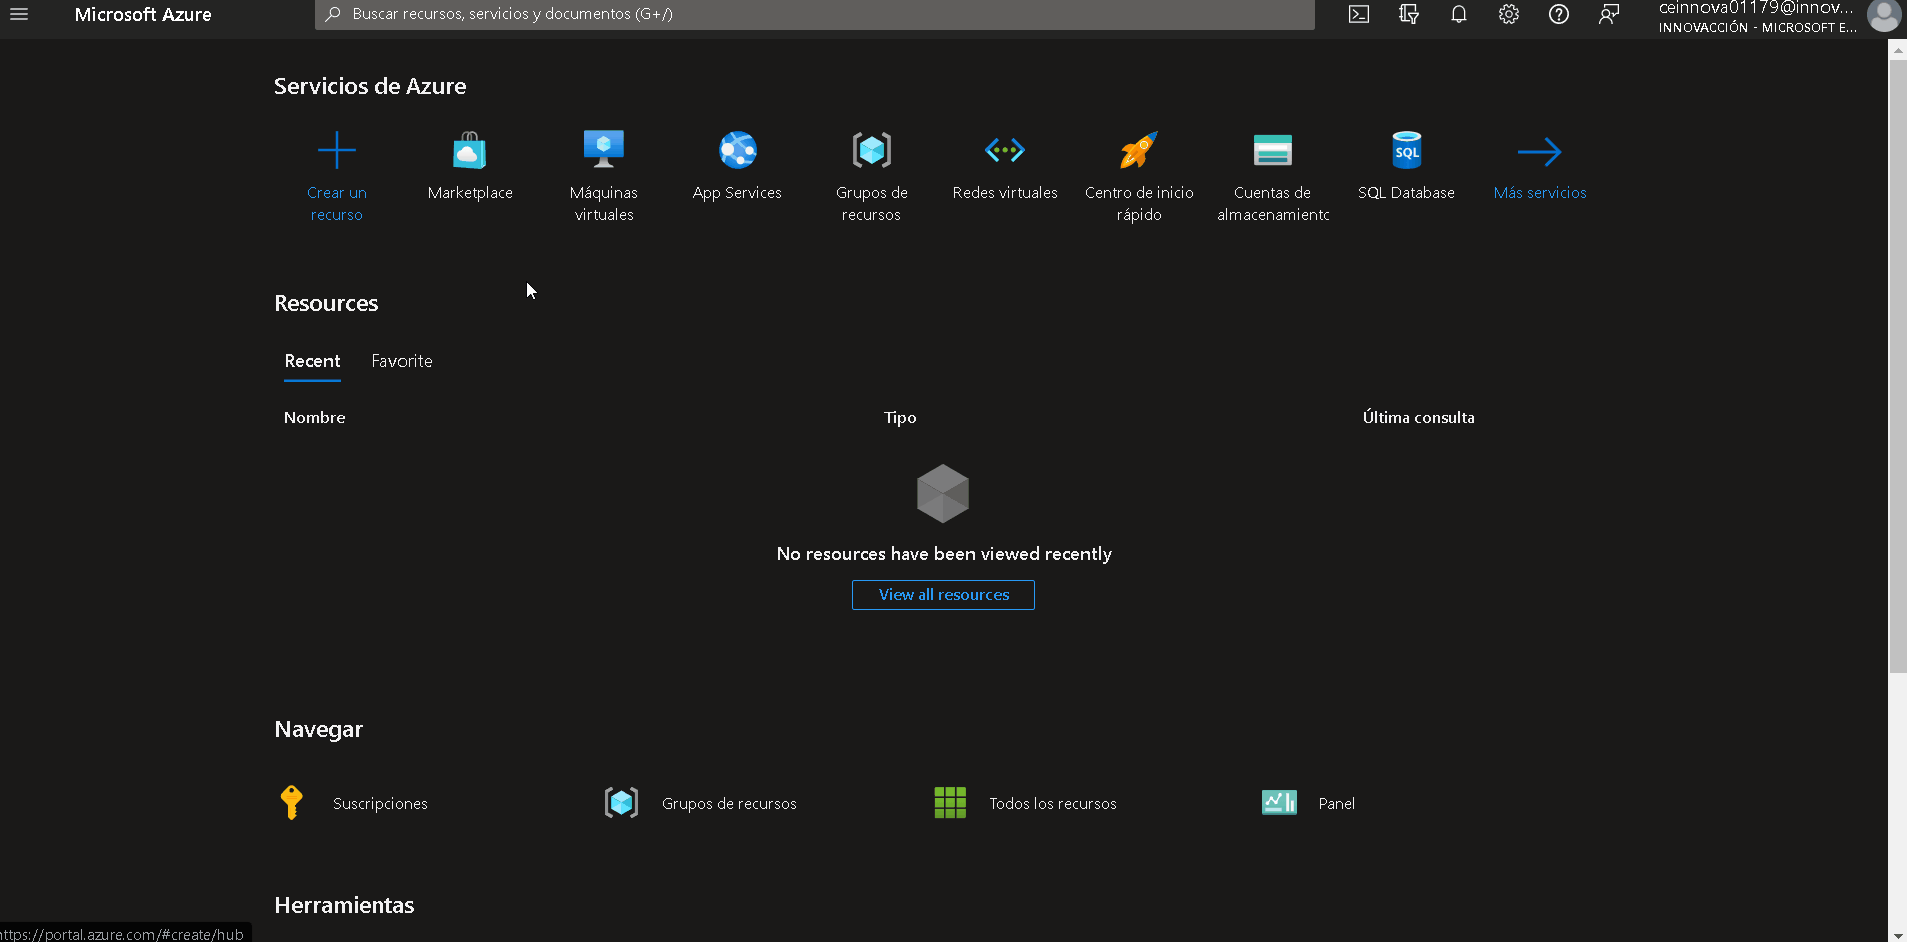 Microsoft Azure
Buscar recursos, servicios y documentos (G+/)
ceinnova01179@innov...
INNOVACCIÓN - MICROSOFT E...
Servicios de Azure
Crear un recurso
Marketplace
Máquinas virtuales
App Services
Grupos de recursos
Redes virtuales
Centro de inicio rápido
Cuentas de almacenamiento
SQL Database
Más servicios
Resources
Recent
Favorite
Nombre
Tipo
Última consulta
No resources have been viewed recently
View all resources
Navegar
Suscripciones
Grupos de recursos
Todos los recursos
Panel
Herramientas
https://portal.azure.com/#create/hub